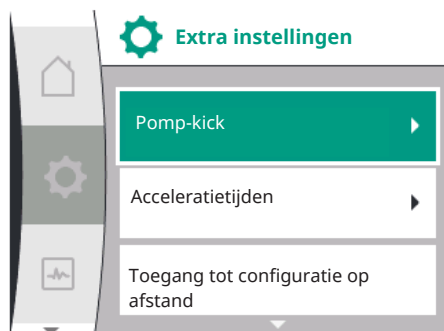 Extra instellingen
Pomp-kick
Acceleratietijden
Toegang tot configuratie op
afstand